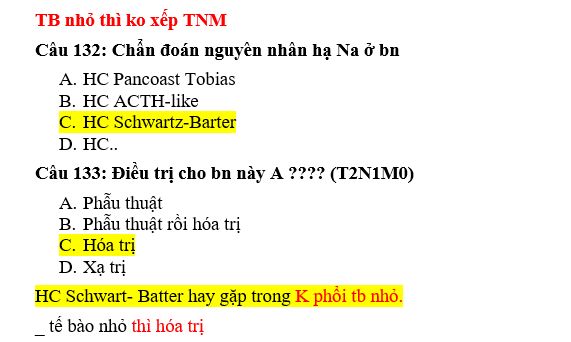 TB nhỏ thì ko xếp TNM
Câu 132: Chẩn đoán nguyên nhân hạ Na ở bn
A. HC Pancoast Tobias
B. HC ACTH-like
C. HC Schwartz-Barter
D. HC..
Câu 133: Điều trị cho bn này A ???? (T2N1M0)
A. Phẫu thuật
B. Phẫu thuật rồi hóa trị
C. Hóa trị
D. Xạ trị
HC Schwart- Batter hay gặp trong K phổi tb nhỏ.
_ tế bào nhỏ thì hóa trị